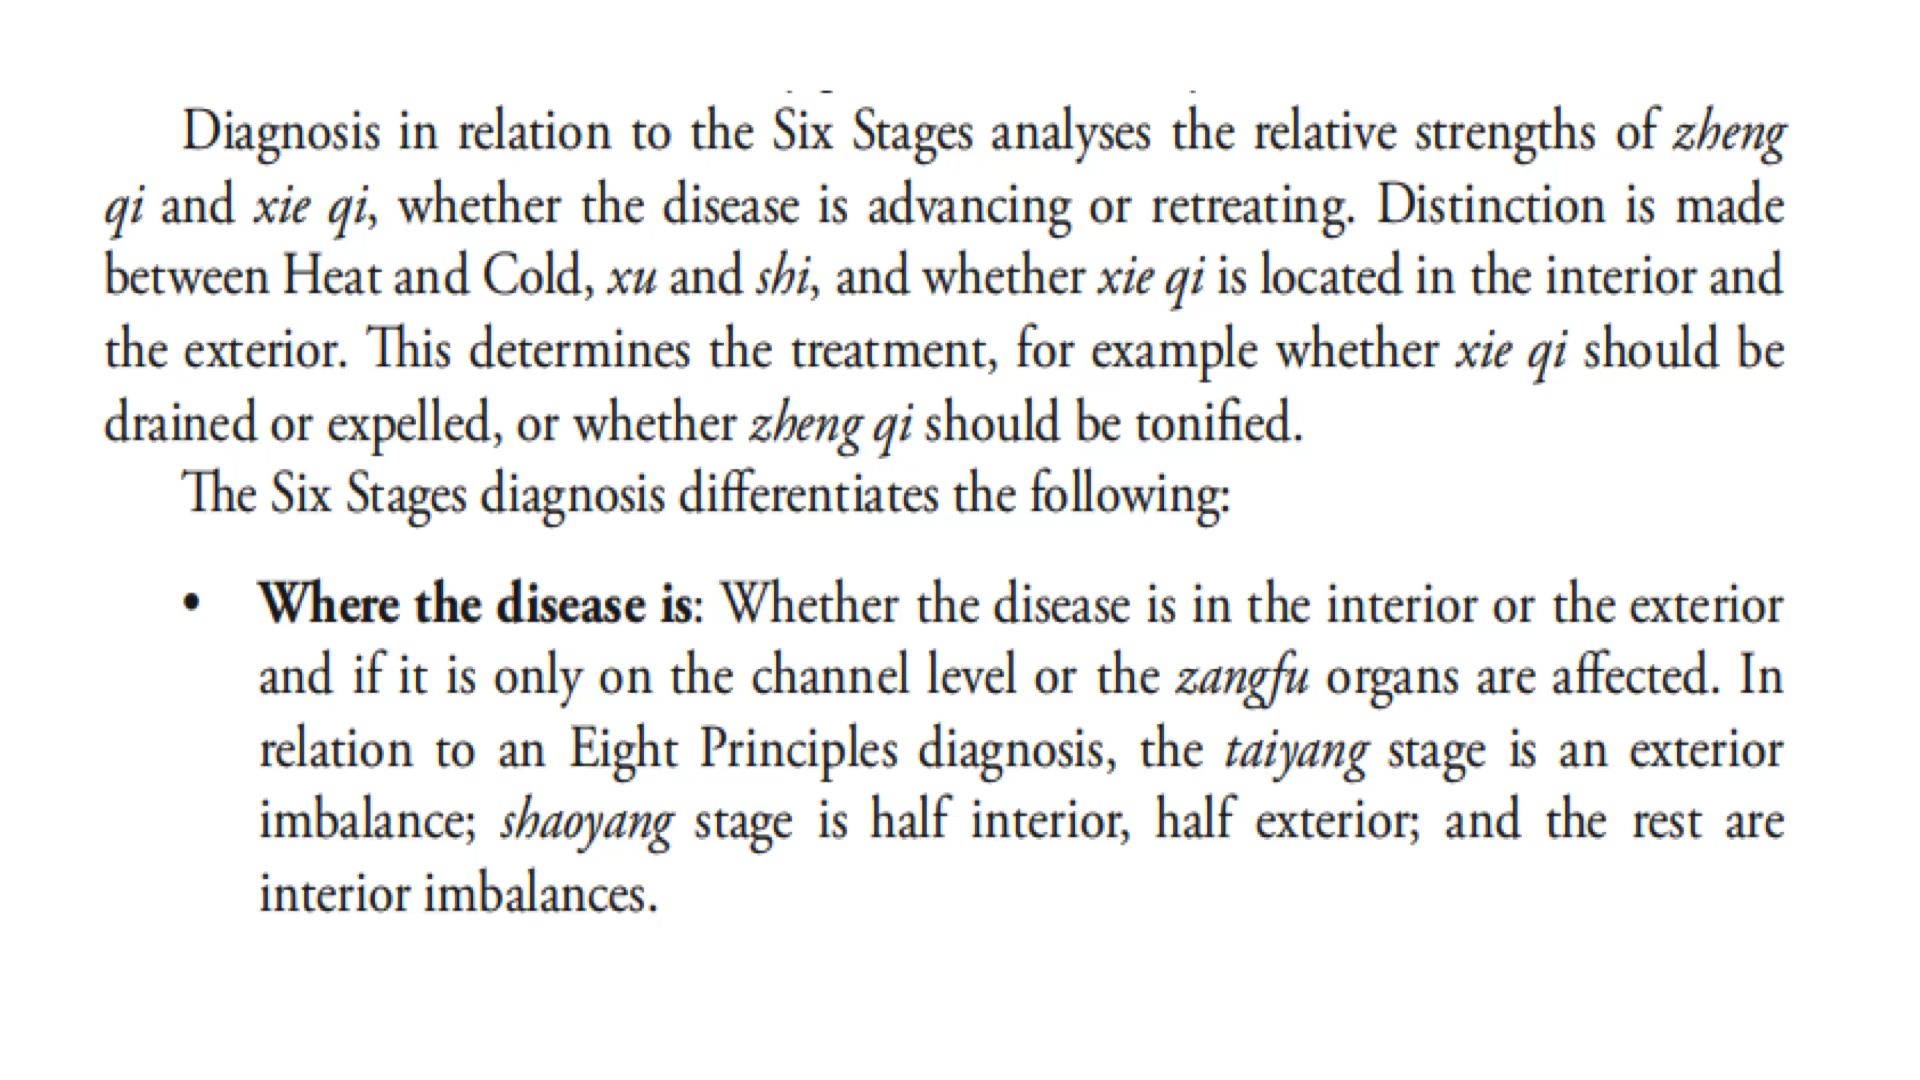 Diagnosis in relation to the Six Stages analyses the relative strengths of zheng
qi and xie qi, whether the disease is advancing or retreating. Distinction is made
between Heat and Cold, xu and shi, and whether xie qi is located in the interior and
the exterior. This determines the treatment, for example whether xie qi should be
drained or expelled, or whether zheng qi should be tonified.
The Six Stages diagnosis differentiates the following:
• Where the disease is: Whether the disease is in the interior or the exterior
and if it is only on the channel level or the zangfu organs are affected. In
relation to an Eight Principles diagnosis, the taiyang stage is an exterior
imbalance; shaoyang stage is half interior, half exterior; and the rest are
interior imbalances.